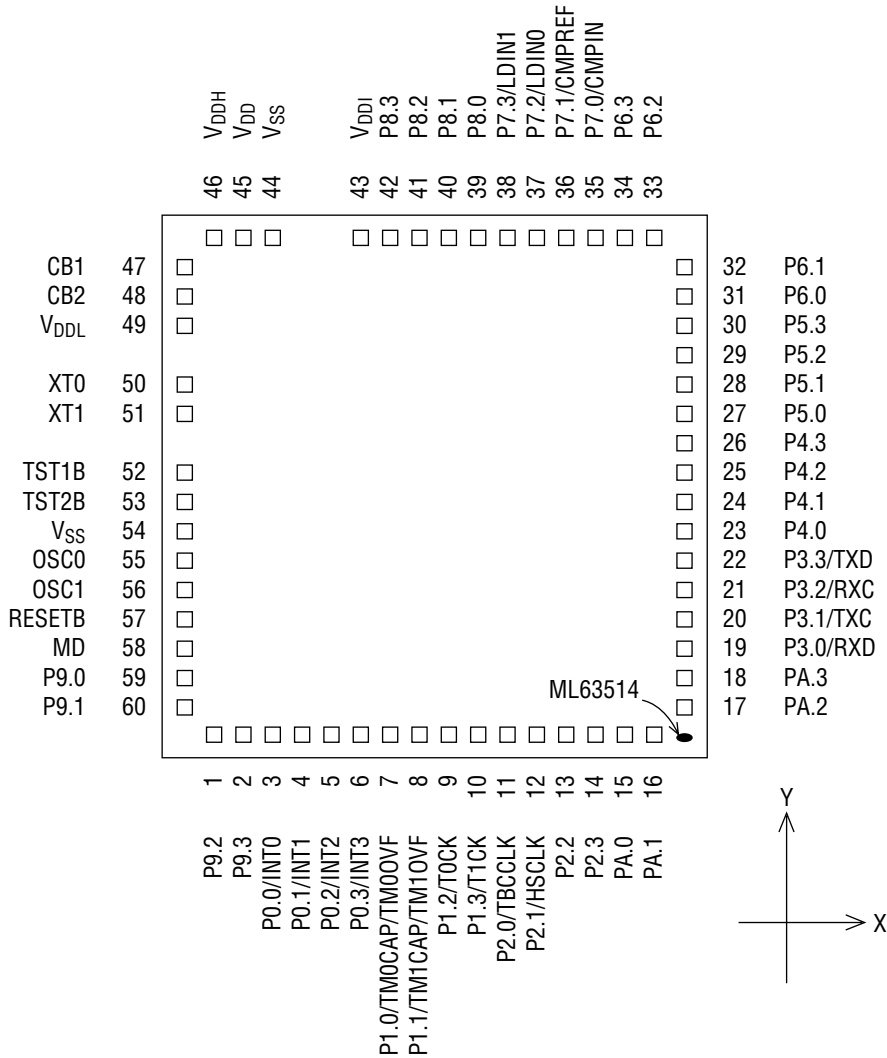 VDDH VDD VSS VDDI P8.3 P8.2 P8.1 P8.0 P7.3/LDIN1 P7.2/LDIN0 P7.1/CMPREF P7.0/CMPIN P6.3 P6.2
46 45 44 43 42 41 40 39 38 37 36 35 34 33
CB1 47
CB2 48
VDDL 49
XT0 50
XT1 51
TST1B 52
TST2B 53
VSS 54
OSC0 55
OSC1 56
RESETB 57
MD 58
P9.0 59
P9.1 60
32 P6.1
31 P6.0
30 P5.3
29 P5.2
28 P5.1
27 P5.0
26 P4.3
25 P4.2
24 P4.1
23 P4.0
22 P3.3/TXD
21 P3.2/RXC
20 P3.1/TXC
19 P3.0/RXD
18 PA.3
17 PA.2
ML63514
1 2 3 4 5 6 7 8 9 10 11 12 13 14 15 16
P9.2 P9.3 P0.0/INT0 P0.1/INT1 P0.2/INT2 P0.3/INT3 P1.0/TM0CAP/TM0OVF P1.1/TM1CAP/TM1OVF P1.2/T0CK P1.3/T1CK P2.0/TBCCLK P2.1/HSCLK P2.2 P2.3 PA.0 PA.1
Y
X